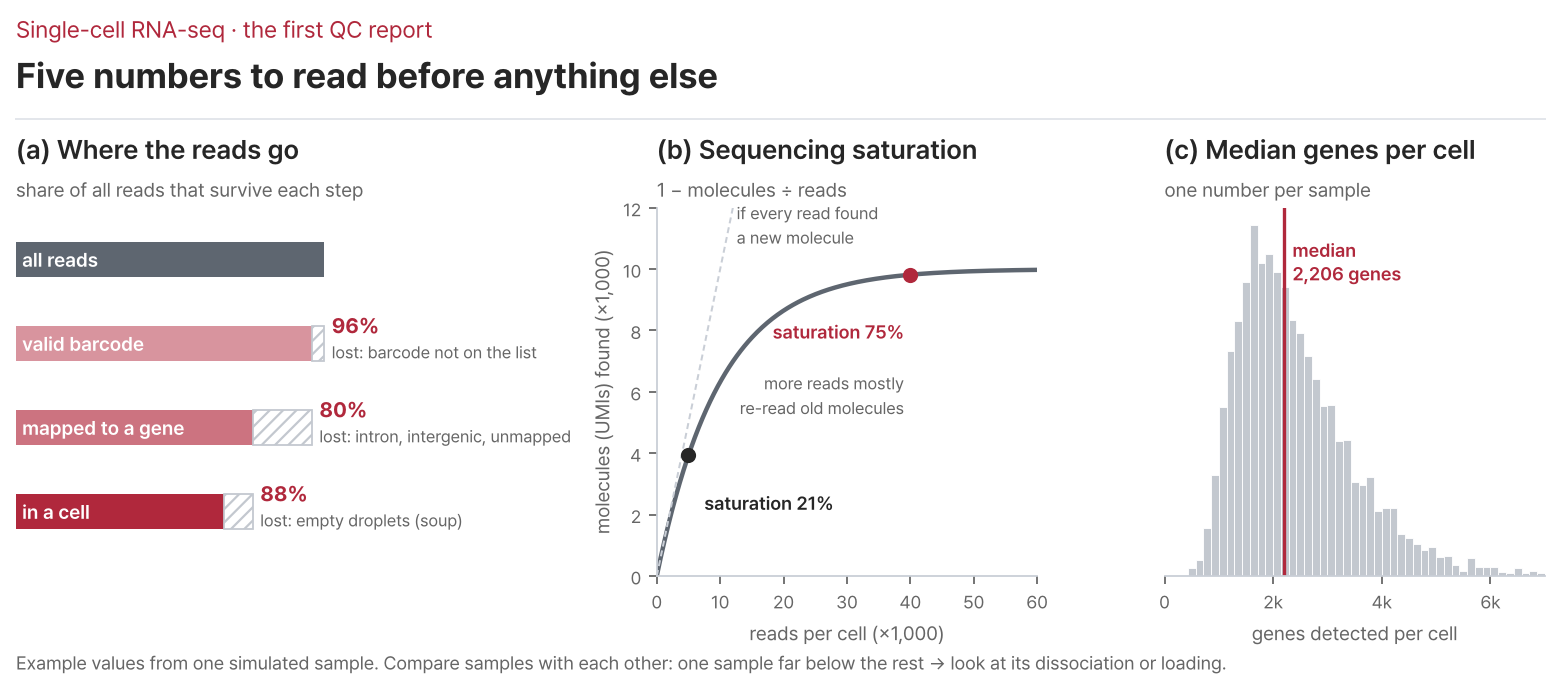 Single-cell RNA-seq · the first QC report
Five numbers to read before anything else
(a) Where the reads go
share of all reads that survive each step
all reads
valid barcode
96%
lost: barcode not on the list
mapped to a gene
80%
lost: intron, intergenic, unmapped
in a cell
88%
lost: empty droplets (soup)
(b) Sequencing saturation
1 − molecules ÷ reads
12
10
8
6
4
2
0
molecules (UMIs) found (×1,000)
if every read found
a new molecule
saturation 75%
more reads mostly
re-read old molecules
saturation 21%
0 10 20 30 40 50 60
reads per cell (×1,000)
(c) Median genes per cell
one number per sample
median
2,206 genes
0 2k 4k 6k
genes detected per cell
Example values from one simulated sample. Compare samples with each other: one sample far below the rest → look at its dissociation or loading.